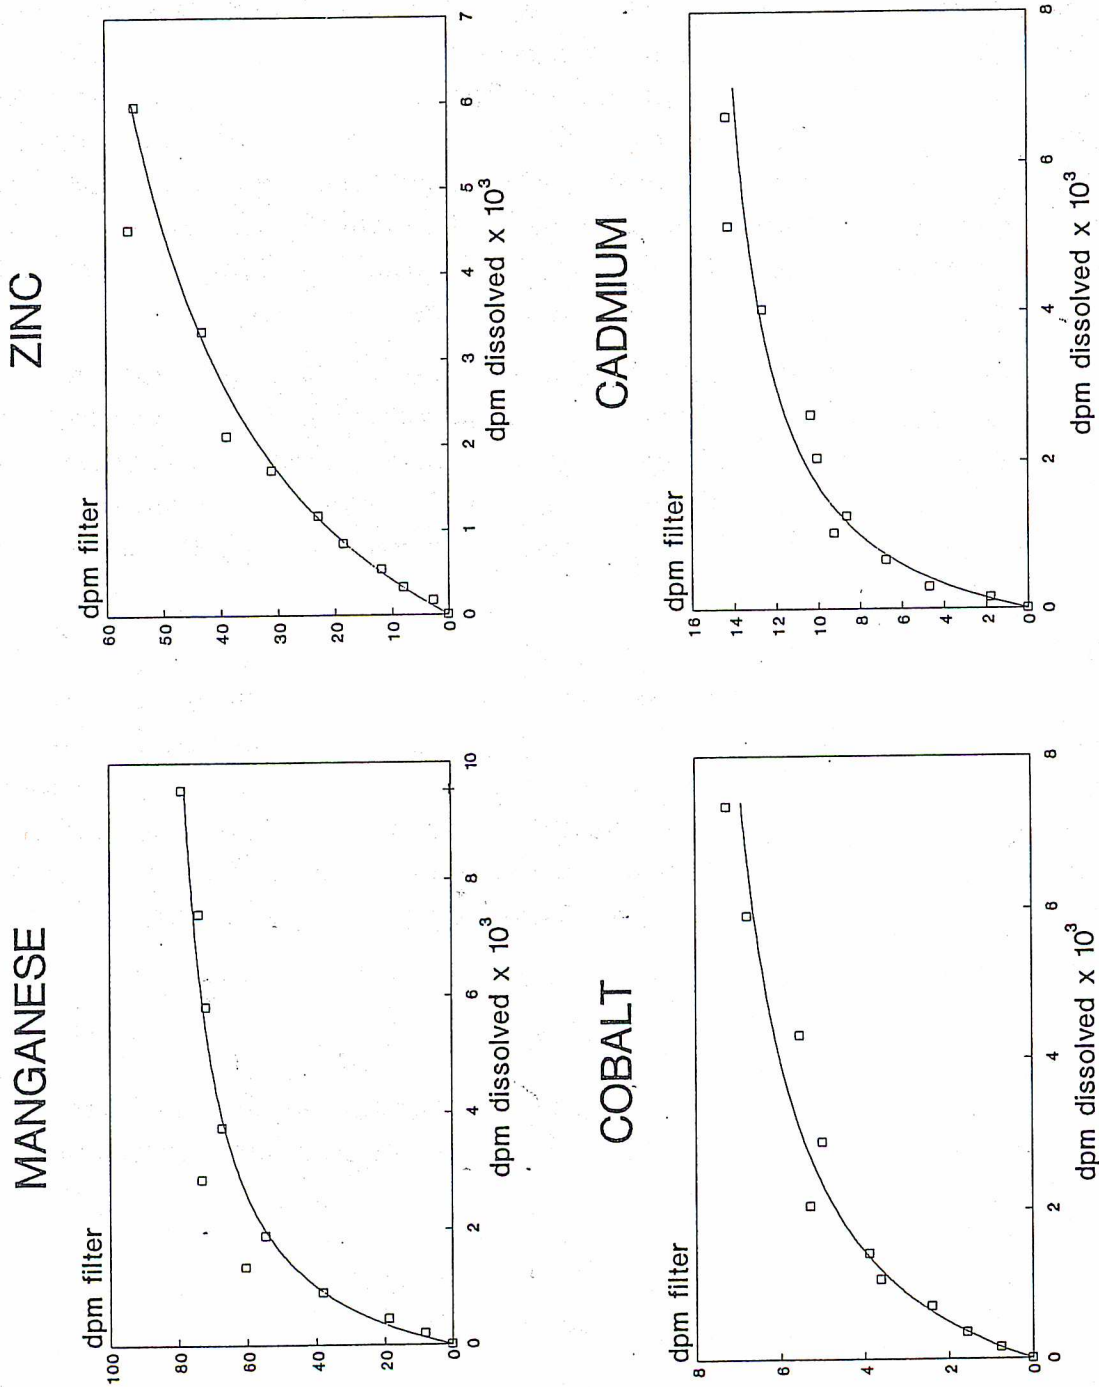 MANGANESE
dpm filter
100
80
60
40
20
0
0 2 4 6 8 10
dpm dissolved x 10³
ZINC
dpm filter
60
50
40
30
20
10
0
0 1 2 3 4 5 6 7
dpm dissolved x 10³
COBALT
dpm filter
8
6
4
2
0
0 2 4 6 8
dpm dissolved x 10³
CADMIUM
dpm filter
16
14
12
10
8
6
4
2
0
0 2 4 6 8
dpm dissolved x 10³